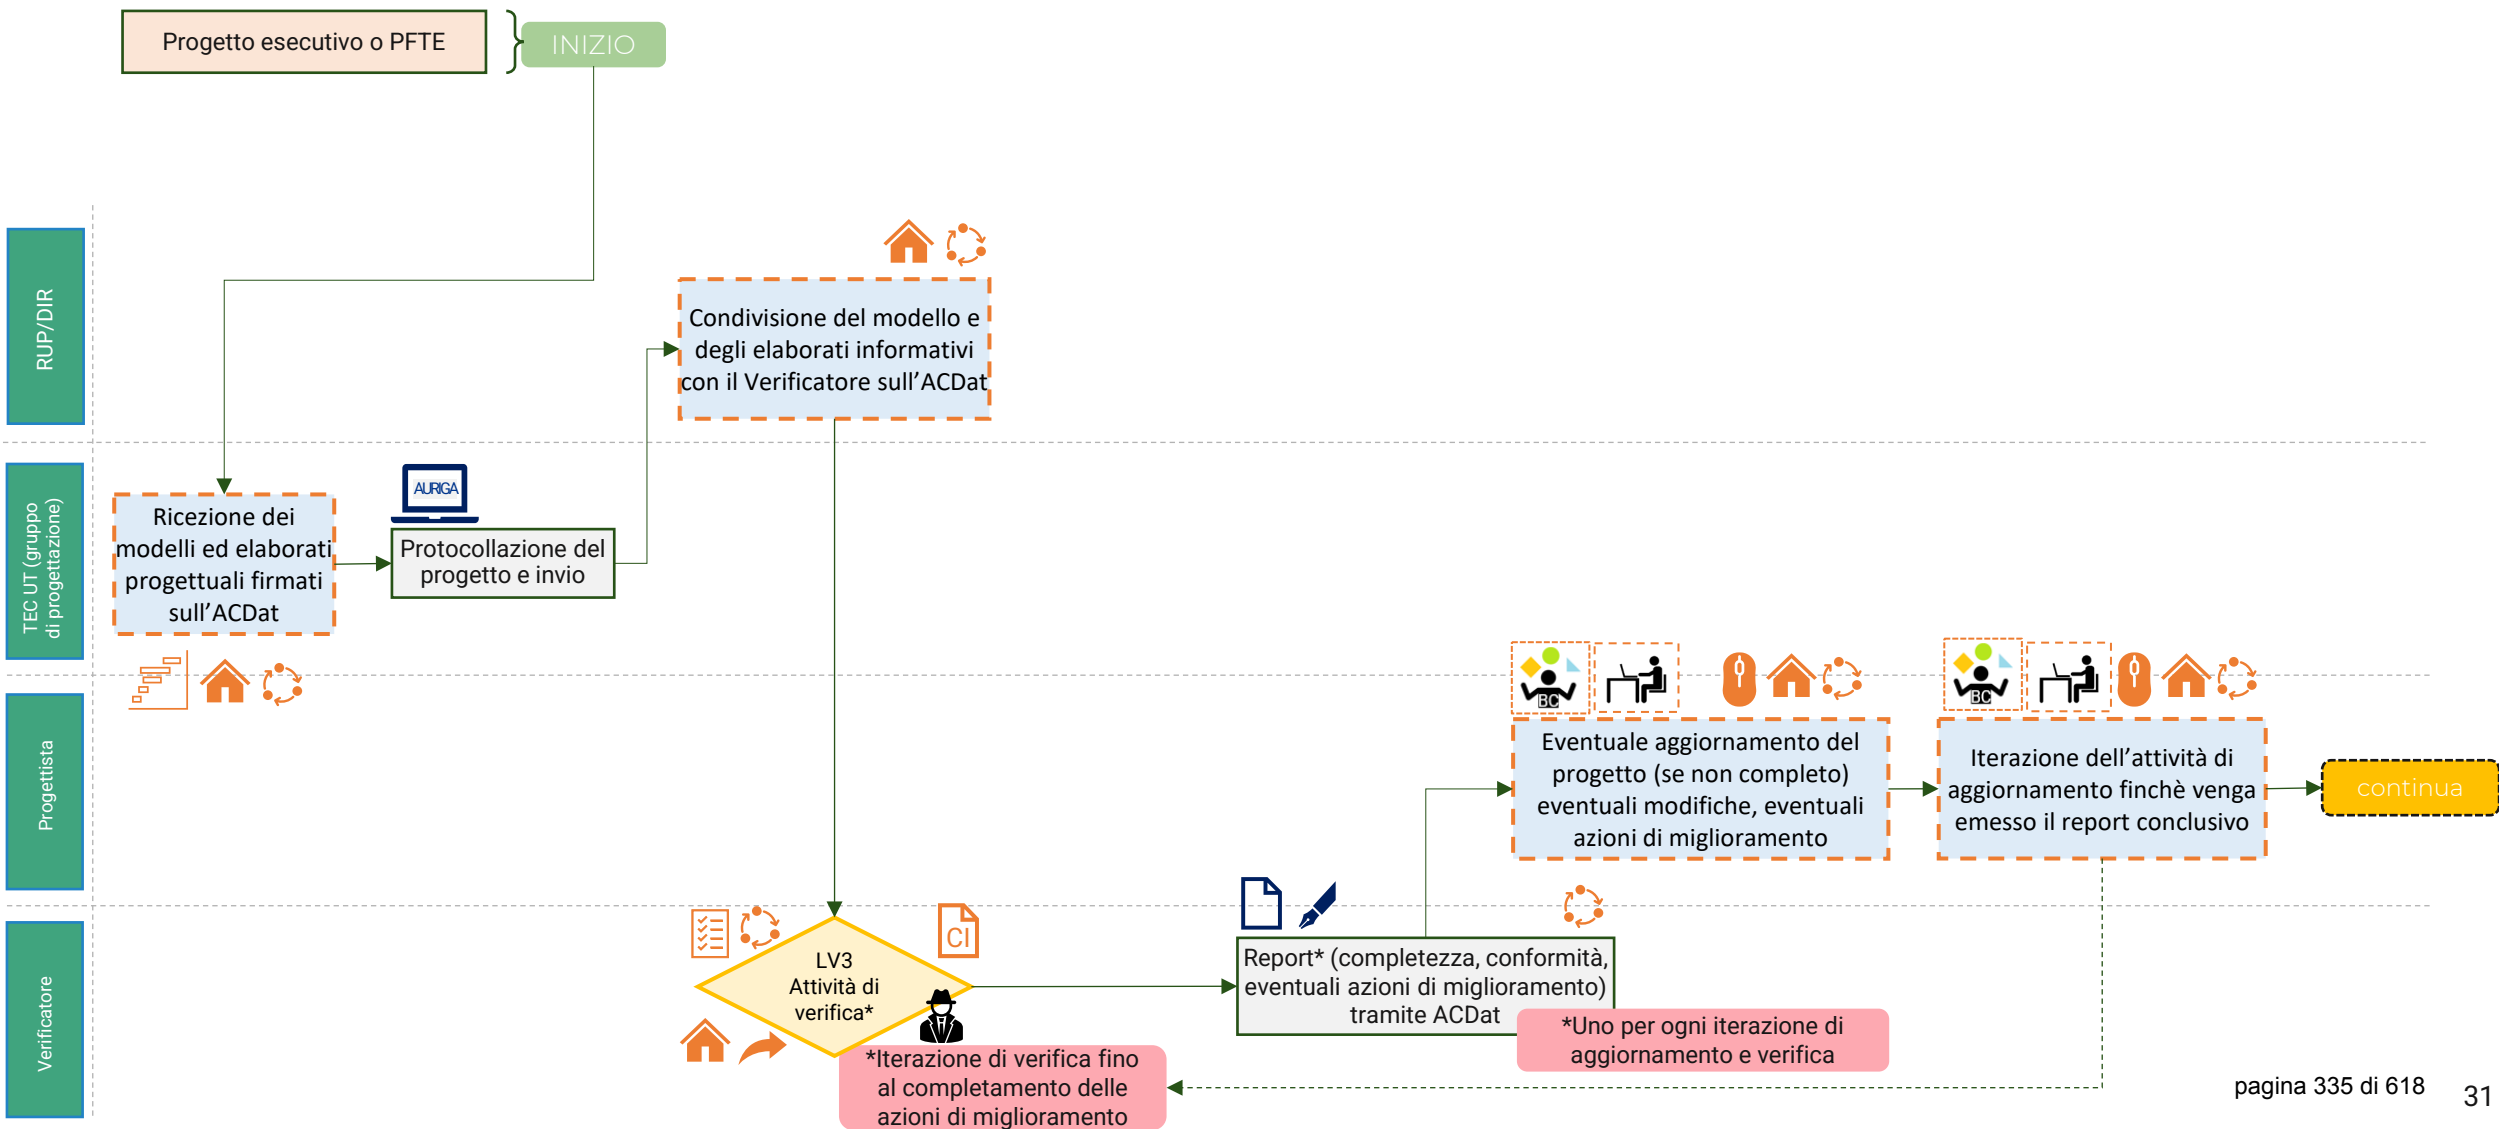 Progetto esecutivo o PFTE
INIZIO
RUP/DIR
Condivisione del modello e
degli elaborati informativi
con il Verificatore sull’ACDat
TEC UT (gruppo
di progettazione)
Ricezione dei
modelli ed elaborati
progettuali firmati
sull’ACDat
AURIGA
Protocollazione del
progetto e invio
Progettista
BC
Eventuale aggiornamento del
progetto (se non completo)
eventuali modifiche, eventuali
azioni di miglioramento
BC
Iterazione dell’attività di
aggiornamento finchè venga
emesso il report conclusivo
continua
Verificatore
CI
LV3
Attività di
verifica*
*Iterazione di verifica fino
al completamento delle
azioni di miglioramento
Report* (completezza, conformità,
eventuali azioni di miglioramento)
tramite ACDat
*Uno per ogni iterazione di
aggiornamento e verifica
pagina 335 di 618
31